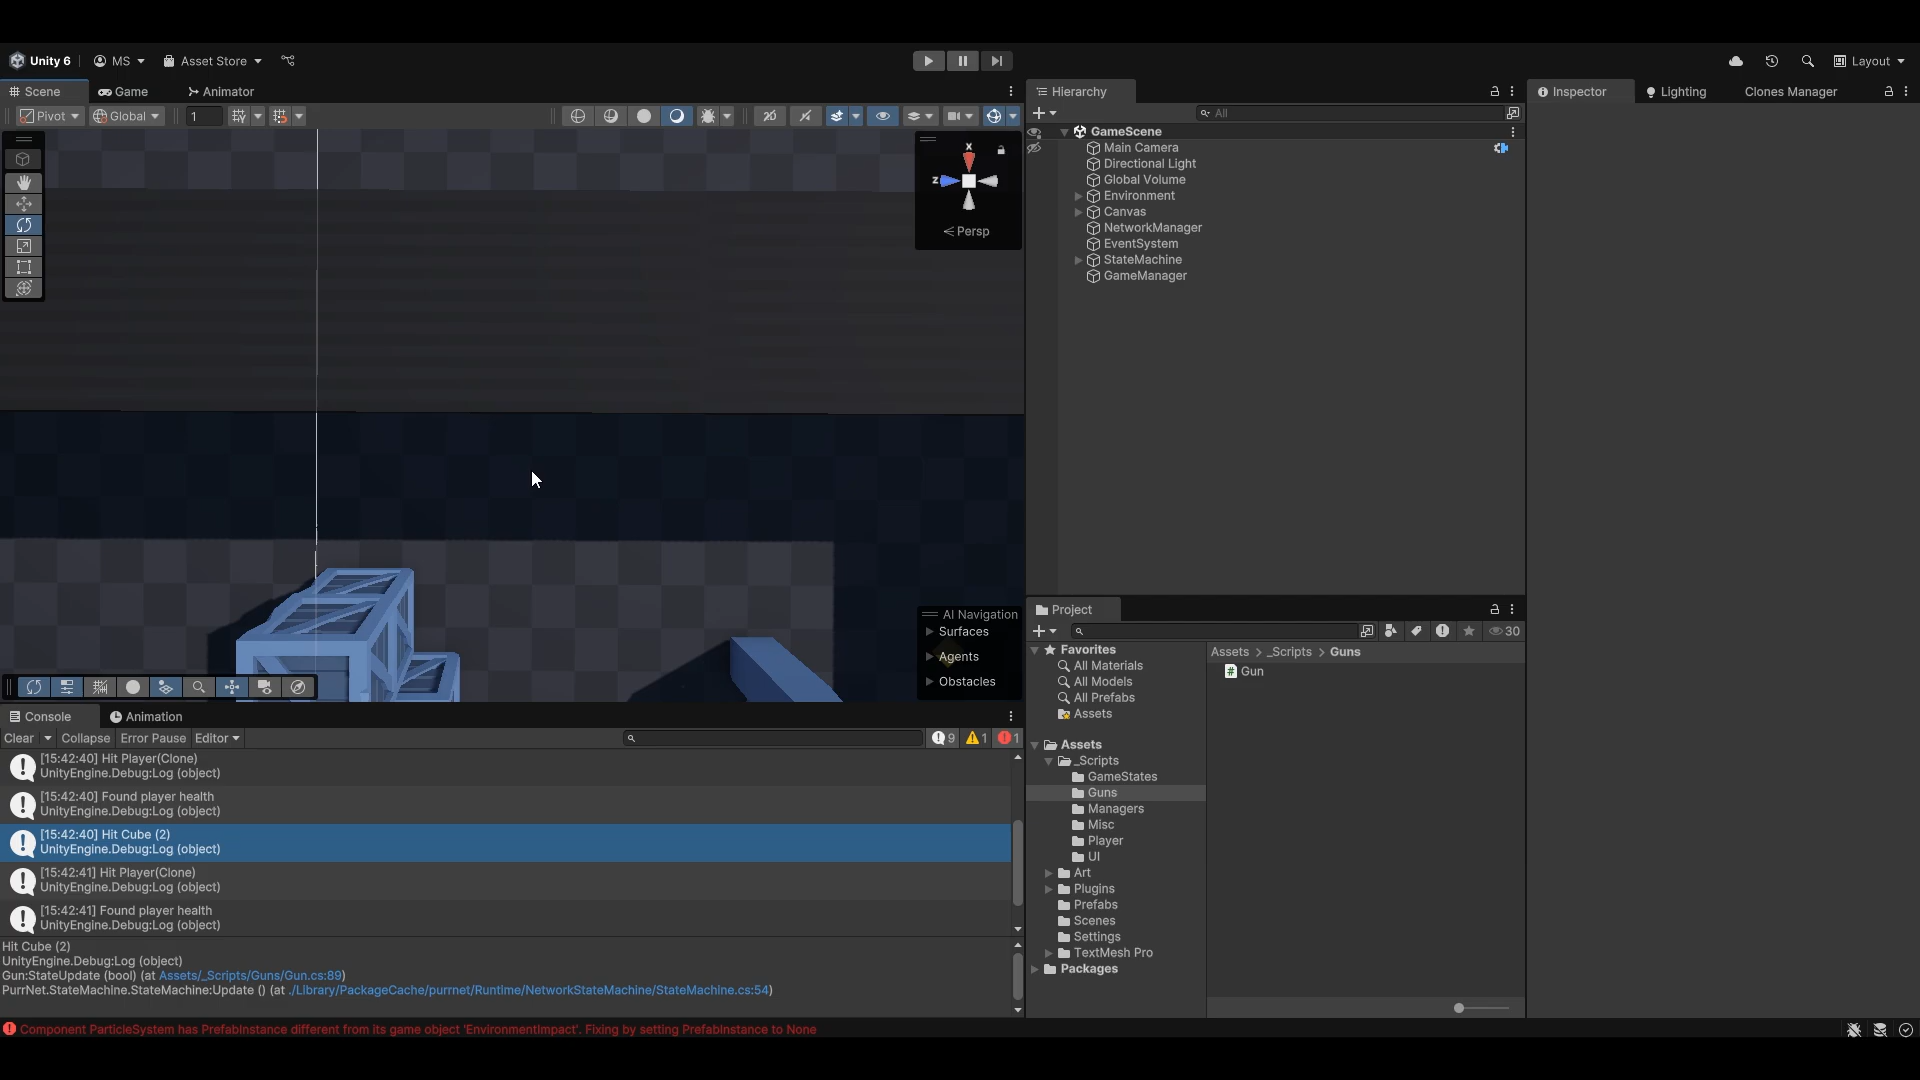 Unity 6
MS
Asset Store
Layout
Scene
Game
Animator
Pivot
Global
1
x
z
Persp
AI Navigation
Surfaces
Agents
Obstacles
Hierarchy
All
GameScene
Main Camera
Directional Light
Global Volume
Environment
Canvas
NetworkManager
EventSystem
StateMachine
GameManager
Inspector
Lighting
Clones Manager
Project
30
Favorites
All Materials
All Models
All Prefabs
Assets
Assets
_Scripts
GameStates
Guns
Managers
Misc
Player
UI
Art
Plugins
Prefabs
Scenes
Settings
TextMesh Pro
Packages
Assets > _Scripts > Guns
Gun
Console
Animation
Clear
Collapse
Error Pause
Editor
9
1
1
[15:42:40] Hit Player(Clone)
UnityEngine.Debug:Log (object)
[15:42:40] Found player health
UnityEngine.Debug:Log (object)
[15:42:40] Hit Cube (2)
UnityEngine.Debug:Log (object)
[15:42:41] Hit Player(Clone)
UnityEngine.Debug:Log (object)
[15:42:41] Found player health
UnityEngine.Debug:Log (object)
Hit Cube (2)
UnityEngine.Debug:Log (object)
Gun:StateUpdate (bool) (at Assets/_Scripts/Guns/Gun.cs:89)
PurrNet.StateMachine.StateMachine:Update () (at ./Library/PackageCache/purrnet/Runtime/NetworkStateMachine/StateMachine.cs:54)
Component ParticleSystem has PrefabInstance different from its game object 'EnvironmentImpact'. Fixing by setting PrefabInstance to None